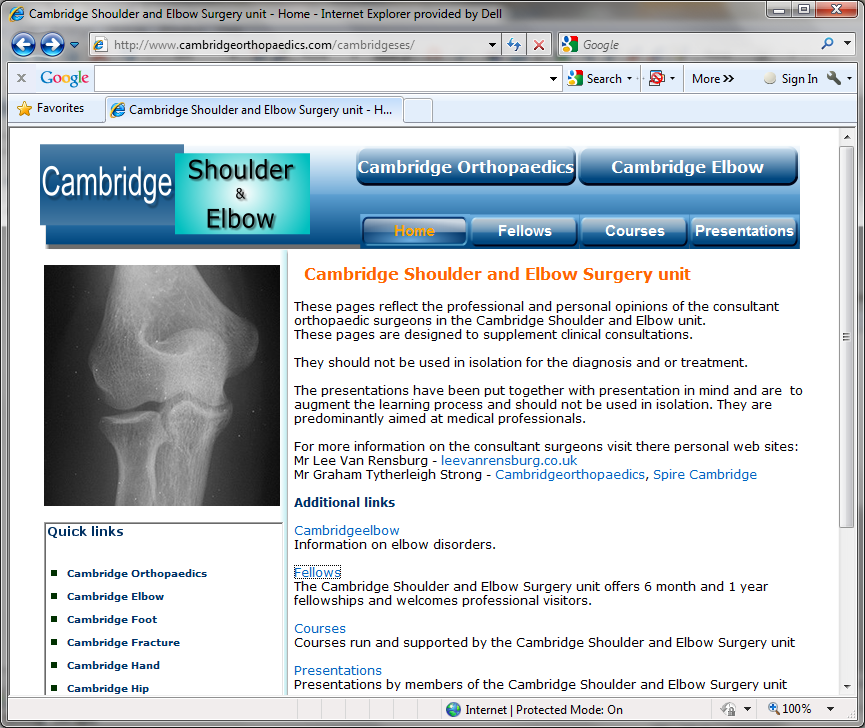 Cambridge Shoulder and Elbow Surgery unit - Home - Internet Explorer provided by Dell
http://www.cambridgeorthopaedics.com/cambridgeses/
Google
x Google
Search
More >>
Sign In
Favorites
Cambridge Shoulder and Elbow Surgery unit - H...
Cambridge
Shoulder
&
Elbow
Cambridge Orthopaedics
Cambridge Elbow
Home
Fellows
Courses
Presentations
Cambridge Shoulder and Elbow Surgery unit
These pages reflect the professional and personal opinions of the consultant
orthopaedic surgeons in the Cambridge Shoulder and Elbow unit.
These pages are designed to supplement clinical consultations.
They should not be used in isolation for the diagnosis and or treatment.
The presentations have been put together with presentation in mind and are to
augment the learning process and should not be used in isolation. They are
predominantly aimed at medical professionals.
For more information on the consultant surgeons visit there personal web sites:
Mr Lee Van Rensburg - leevanrensburg.co.uk
Mr Graham Tytherleigh Strong - Cambridgeorthopaedics, Spire Cambridge
Additional links
Cambridgeelbow
Information on elbow disorders.
Fellows
The Cambridge Shoulder and Elbow Surgery unit offers 6 month and 1 year
fellowships and welcomes professional visitors.
Courses
Courses run and supported by the Cambridge Shoulder and Elbow Surgery unit
Presentations
Presentations by members of the Cambridge Shoulder and Elbow Surgery unit
Quick links
Cambridge Orthopaedics
Cambridge Elbow
Cambridge Foot
Cambridge Fracture
Cambridge Hand
Cambridge Hip
Internet | Protected Mode: On
100%